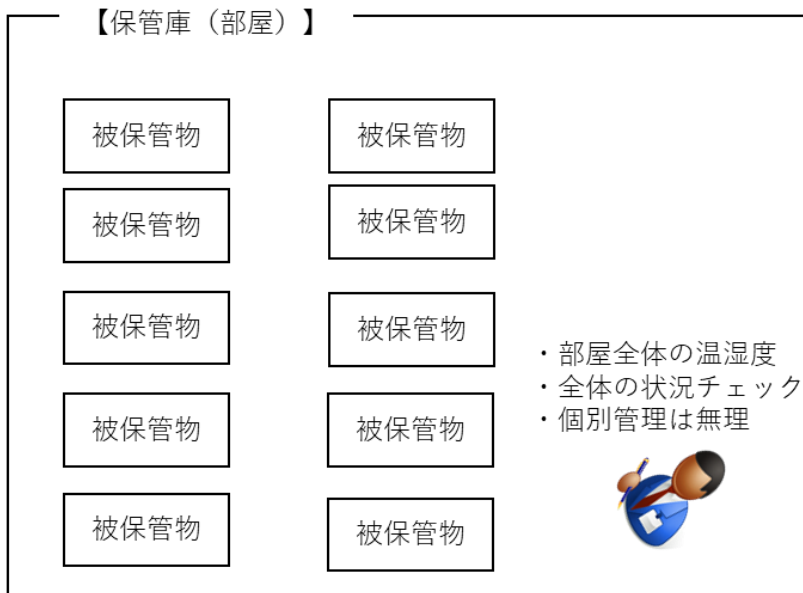 【保管庫（部屋）】
被保管物
被保管物
被保管物
被保管物
被保管物
被保管物
被保管物
被保管物
被保管物
被保管物
・部屋全体の温湿度
・全体の状況チェック
・個別管理は無理